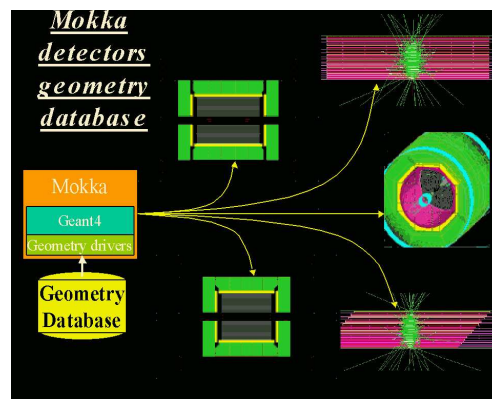 Mokka
detectors
geometry
database
Mokka
Geant4
Geometry drivers
Geometry
Database